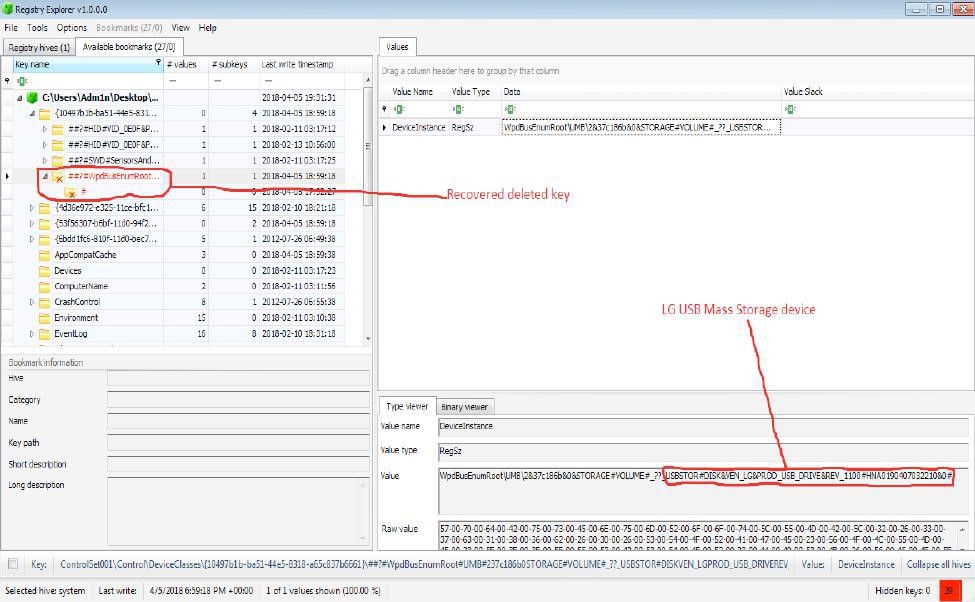 Registry Explorer v1.0.0.0
File Tools Options Bookmarks (27/0) View Help
Registry hives (1) Available bookmarks (27/0)
Values
Key name # values # subkeys Last write timestamp
Drag a column header here to group by that column
Value Name Value Type Data Value Slack
C:\Users\Adm1n\Desktop\... 2018-04-05 19:31:31
{10497b1b-ba51-44e5-831... 0 4 2018-04-05 18:59:18
##?#HID#VID_0E0F&P... 1 1 2018-02-11 03:17:12
##?#HID#VID_0E0F&P... 1 1 2018-02-13 10:56:00
##?#SWD#SensorsAnd... 1 1 2018-02-11 03:17:25
##?#WpdBusEnumRoot... 1 1 2018-04-05 18:59:18
# 0
{4d36e972-e325-11ce-bfc1... 6 15 2018-02-10 18:21:18
{53f56307-b6bf-11d0-94f2... 0 2 2018-04-05 18:59:18
{6bdd1fc6-810f-11d0-bec7... 5 1 2012-07-26 06:49:38
AppCompatCache 3 0 2018-04-05 18:59:38
Devices 0 0 2018-02-11 03:17:23
ComputerName 0 2 2018-02-11 03:11:56
CrashControl 8 1 2012-07-26 06:55:38
Environment 15 0 2018-02-11 03:10:38
EventLog 16 8 2018-02-10 18:31:18
DeviceInstance RegSz WpdBusEnumRoot\UMB\2&37c186b&0&STORAGE#VOLUME#_??_USBSTOR...
Recovered deleted key
LG USB Mass Storage device
Bookmark information
Hive
Category
Name
Key path
Short description
Long description
Type viewer Binary viewer
Value name DeviceInstance
Value type RegSz
Value WpdBusEnumRoot\UMB\2&37c186b&0&STORAGE#VOLUME#_??_USBSTOR#DISK&VEN_LG&PROD_USB_DRIVE&REV_1100#HNA0190407032210&0#
Raw value 57-00-70-00-64-00-42-00-75-00-73-00-45-00-6E-00-75-00-6D-00-52-00-6F-00-6F-00-74-00-5C-00-55-00-4D-00-42-00-5C-00-32-00-26-00-33-00-
37-00-63-00-31-00-38-00-36-00-62-00-26-00-30-00-26-00-53-00-54-00-4F-00-52-00-41-00-47-00-45-00-23-00-56-00-4F-00-4C-00-55-00-4D-00-
Key: ControlSet001\Control\DeviceClasses\{10497b1b-ba51-44e5-8318-a65c837b6661}\##?#WpdBusEnumRoot#UMB#237c186b0STORAGE#VOLUME#_??_USBSTOR#DISKVEN_LGPROD_USB_DRIVEREV_ Value: DeviceInstance Collapse all hives
Selected hive: system Last write: 4/5/2018 6:59:18 PM +00:00 1 of 1 values shown (100.00 %) Hidden keys: 0 39